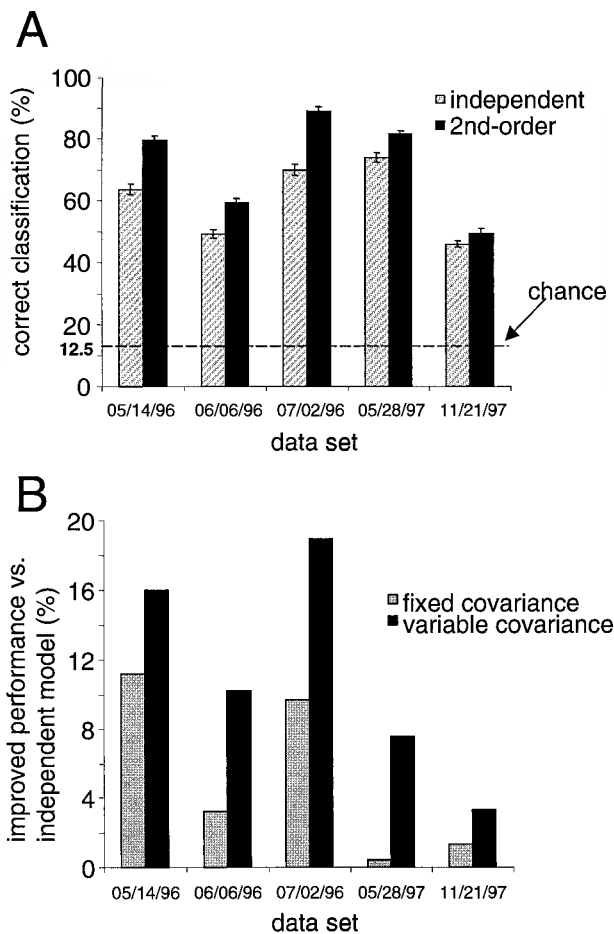 A
correct classification (%)
100
80
60
40
20
12.5
0
independent
2nd-order
chance
05/14/96 06/06/96 07/02/96 05/28/97 11/21/97
data set
B
improved performance vs.
independent model (%)
20
16
12
8
4
0
fixed covariance
variable covariance
05/14/96 06/06/96 07/02/96 05/28/97 11/21/97
data set